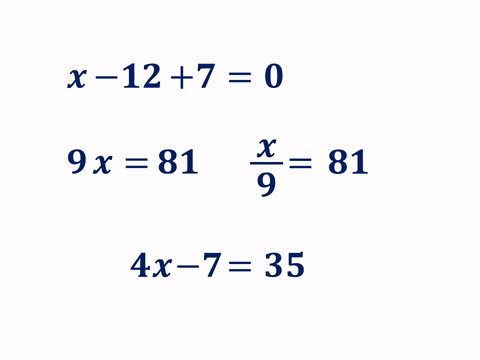 x − 12 + 7 = 0
9x = 81    x/9 = 81
4x − 7 = 35